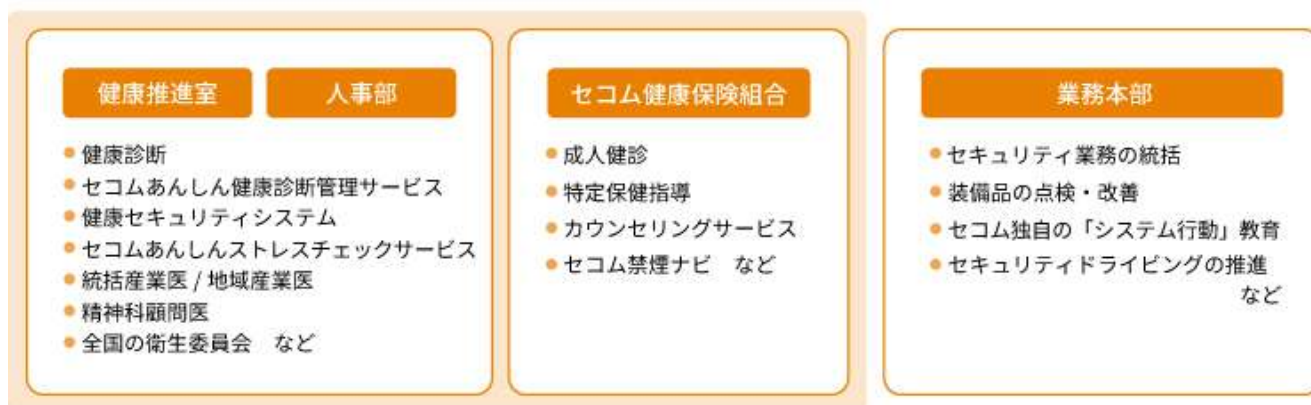 健康推進室
人事部
健康診断
セコムあんしん健康診断管理サービス
健康セキュリティシステム
セコムあんしんストレスチェックサービス
統括産業医 / 地域産業医
精神科顧問医
全国の衛生委員会　など
セコム健康保険組合
成人健診
特定保健指導
カウンセリングサービス
セコム禁煙ナビ　など
業務本部
セキュリティ業務の統括
装備品の点検・改善
セコム独自の「システム行動」教育
セキュリティドライビングの推進
など